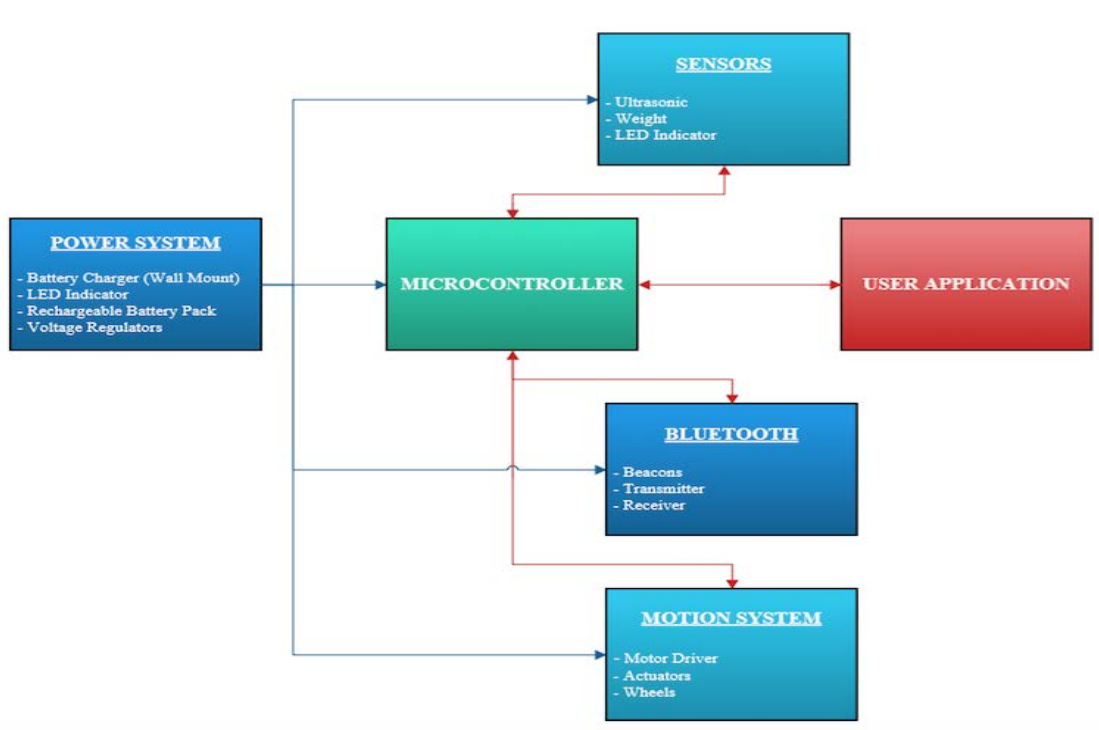 SENSORS
- Ultrasonic
- Weight
- LED Indicator
POWER SYSTEM
- Battery Charger (Wall Mount)
- LED Indicator
- Rechargeable Battery Pack
- Voltage Regulators
MICROCONTROLLER
USER APPLICATION
BLUETOOTH
- Beacons
- Transmitter
- Receiver
MOTION SYSTEM
- Motor Driver
- Actuators
- Wheels